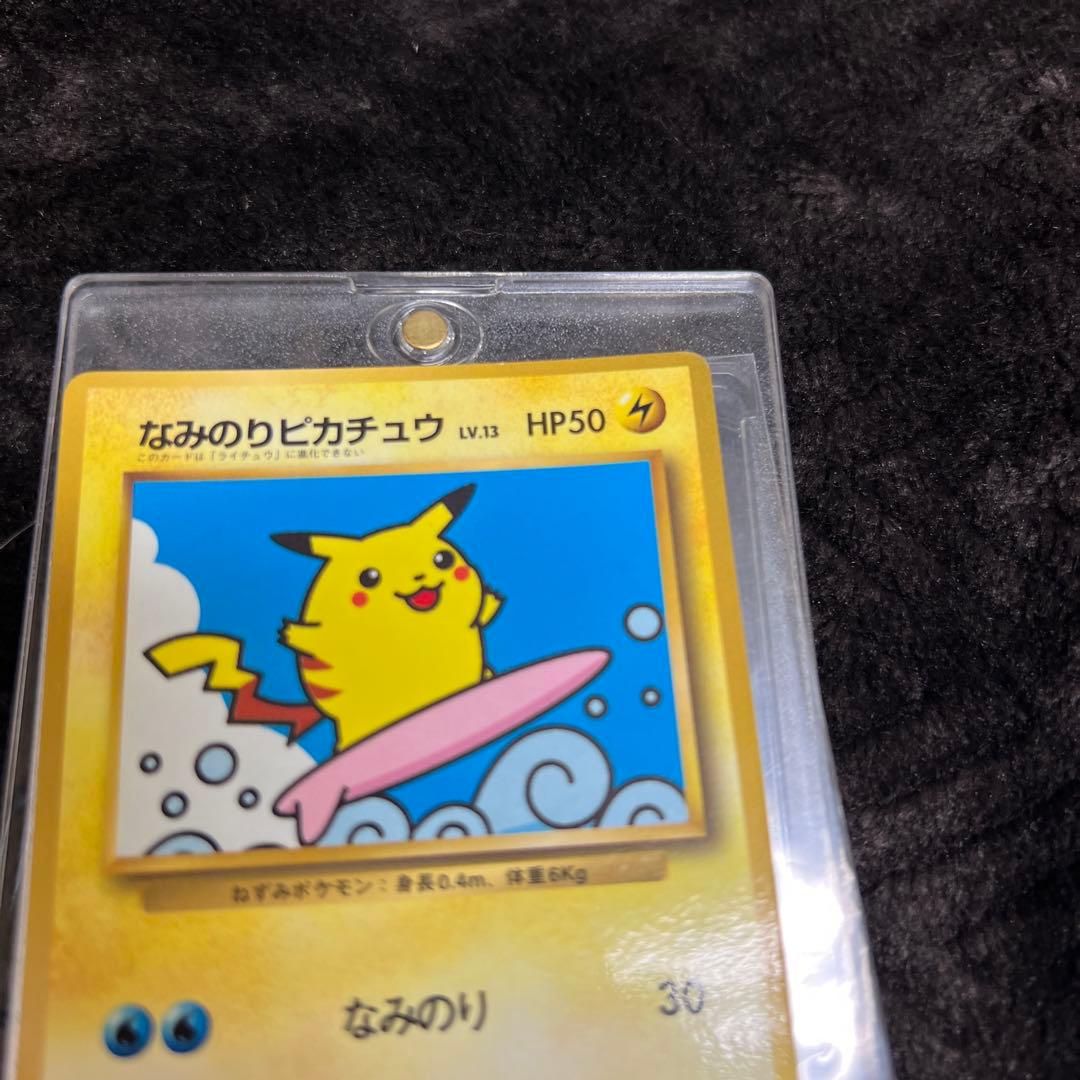 なみのりピカチュウ LV.13 HP50
このカードは「ライチュウ」に進化できない
ねずみポケモン：身長0.4m、体重6Kg
なみのり 30